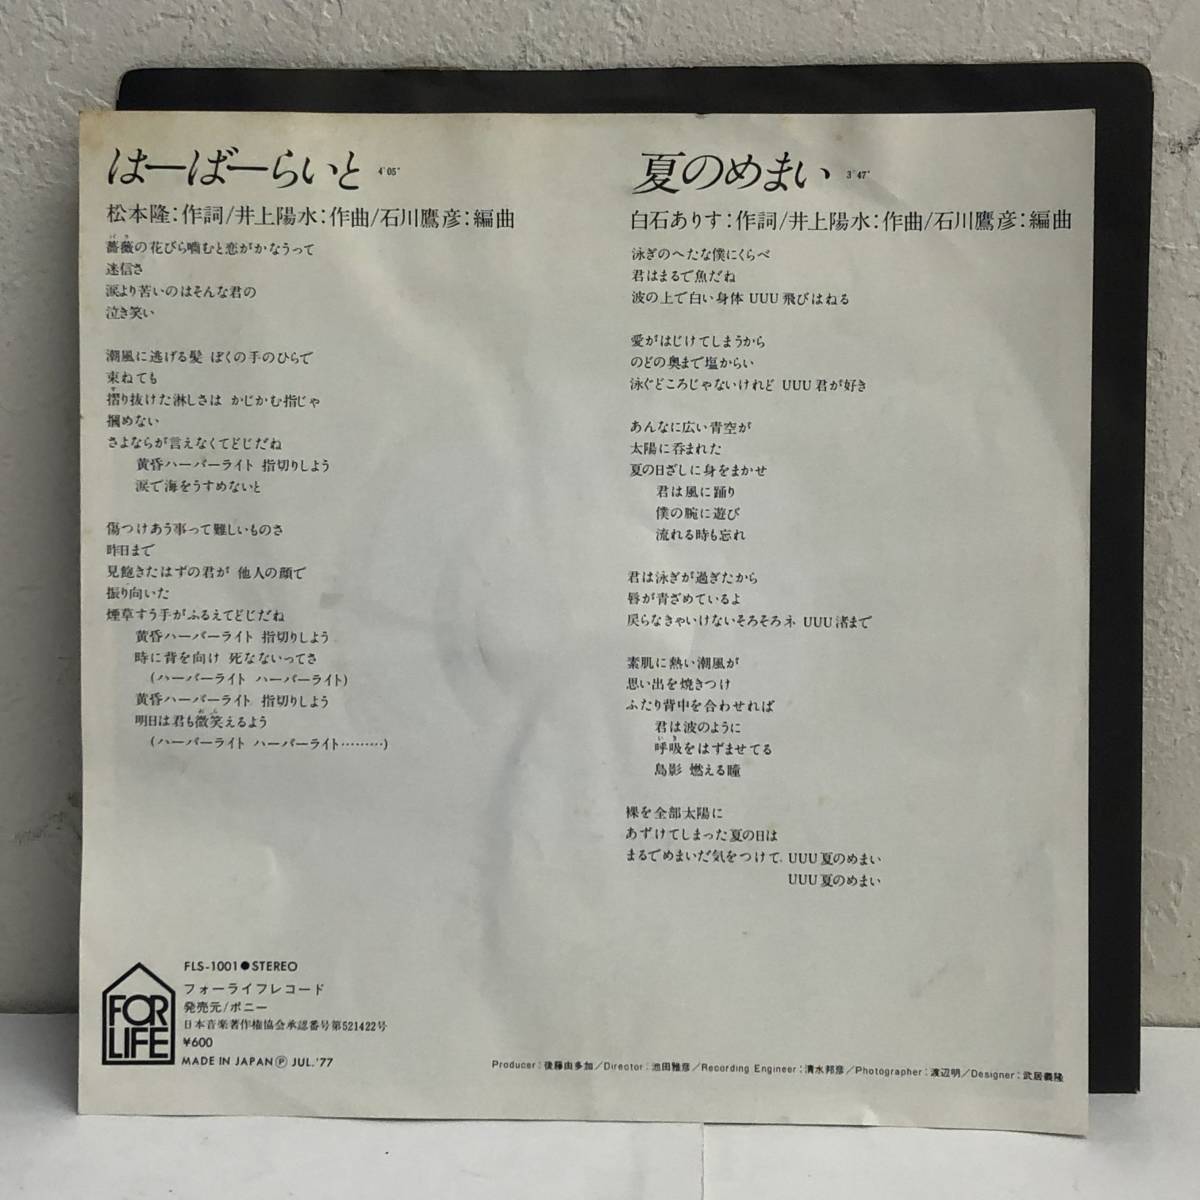 はーばーらいと 4'05"
松本隆：作詞/井上陽水：作曲/石川鷹彦：編曲
薔薇の花びら噛むと恋がかなうって
迷信さ
涙より苦いのはそんな君の
泣き笑い
潮風に逃げる髪 ぼくの手のひらで
束ねても
摺り抜けた淋しさは かじかむ指じゃ
摑めない
さよならが言えなくてどじだね
黄昏ハーバーライト 指切りしよう
涙で海をうすめないと
傷つけあう事って難しいものさ
昨日まで
見飽きたはずの君が 他人の顔で
振り向いた
煙草すう手がふるえてどじだね
黄昏ハーバーライト 指切りしよう
時に背を向け 死なないってさ
(ハーバーライト ハーバーライト)
黄昏ハーバーライト 指切りしよう
明日は君も微笑えるよう
(ハーバーライト ハーバーライト………)
夏のめまい 3'47"
白石ありす：作詞/井上陽水：作曲/石川鷹彦：編曲
泳ぎのへたな僕にくらべ
君はまるで魚だね
波の上で白い身体 UUU 飛びはねる
愛がはじけてしまうから
のどの奥まで塩からい
泳ぐどころじゃないけれど UUU 君が好き
あんなに広い青空が
太陽に呑まれた
夏の日ざしに身をまかせ
君は風に踊り
僕の腕に遊び
流れる時も忘れ
君は泳ぎが過ぎたから
唇が青ざめているよ
戻らなきゃいけないそろそろネ UUU 渚まで
素肌に熱い潮風が
思い出を焼きつけ
ふたり背中を合わせれば
君は波のように
呼吸をはずませてる
島影 燃える瞳
裸を全部太陽に
あずけてしまった夏の日は
まるでめまいだ気をつけて、UUU 夏のめまい
UUU 夏のめまい
FOR LIFE
FLS-1001●STEREO
フォーライフレコード
発売元/ポニー
日本音楽著作権協会承認番号第521422号
¥600
MADE IN JAPAN Ⓟ JUL.'77
Producer：後藤由多加/Director：池田雅彦/Recording Engineer：清水邦彦/Photographer：渡辺明/Designer：武居義隆